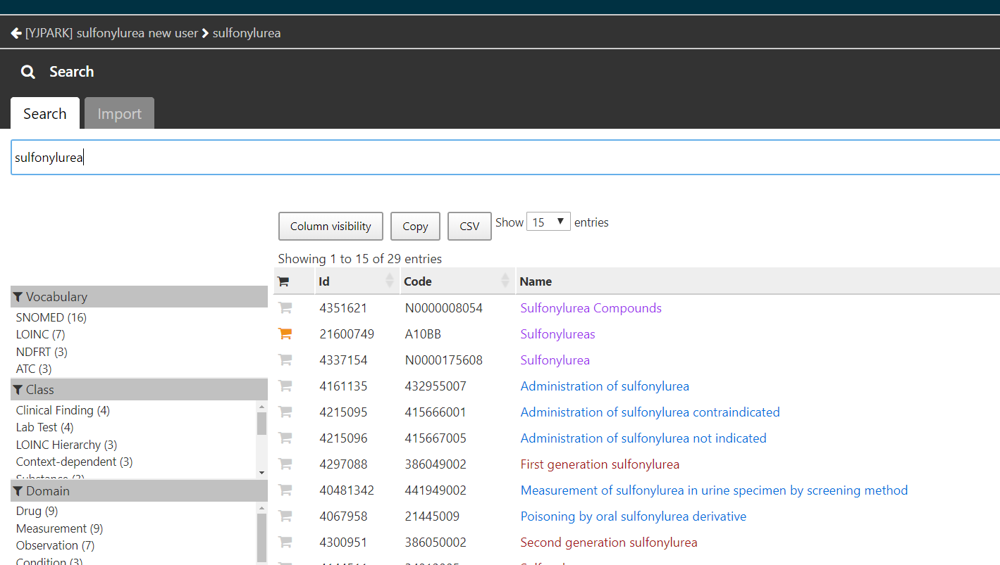 [YJPARK] sulfonylurea new user sulfonylurea
Search
Search Import
sulfonylurea
Column visibility Copy CSV Show 15 entries
Showing 1 to 15 of 29 entries
Id Code Name
4351621 N0000008054 Sulfonylurea Compounds
21600749 A10BB Sulfonylureas
4337154 N0000175608 Sulfonylurea
4161135 432955007 Administration of sulfonylurea
4215095 415666001 Administration of sulfonylurea contraindicated
4215096 415667005 Administration of sulfonylurea not indicated
4297088 386049002 First generation sulfonylurea
40481342 441949002 Measurement of sulfonylurea in urine specimen by screening method
4067958 21445009 Poisoning by oral sulfonylurea derivative
4300951 386050002 Second generation sulfonylurea
Vocabulary
SNOMED (16)
LOINC (7)
NDFRT (3)
ATC (3)
Class
Clinical Finding (4)
Lab Test (4)
LOINC Hierarchy (3)
Context-dependent (3)
Domain
Drug (9)
Measurement (9)
Observation (7)
Condition (3)